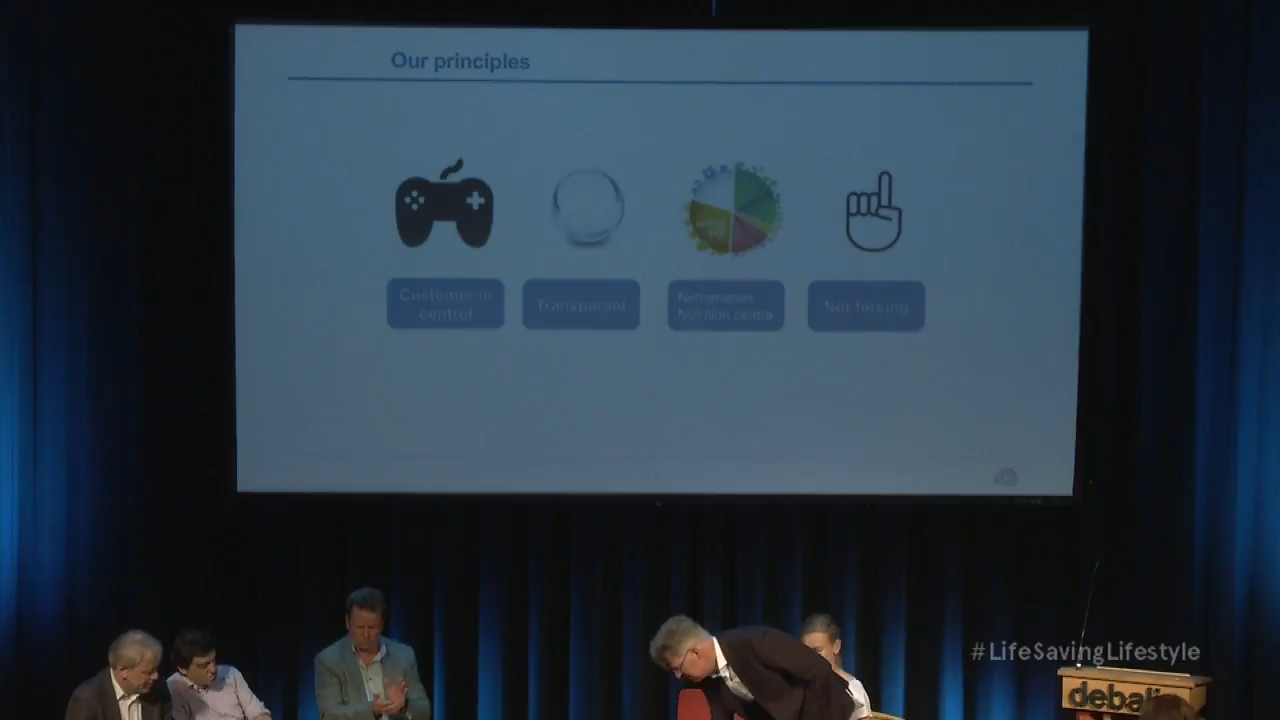 Our principles
Customer in
control
Transparant
Netherlands
Nutrition centre
Not forcing
#LifeSavingLifestyle
debali